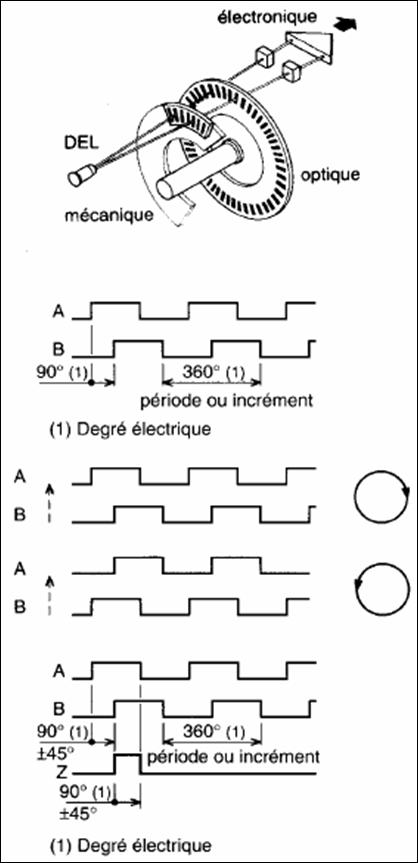 électronique
DEL
optique
mécanique
A
B
90° (1) 360° (1)
période ou incrément
(1) Degré électrique
A
B
A
B
A
B
90° (1) 360° (1)
±45° période ou incrément
Z
90° (1)
±45°
(1) Degré électrique